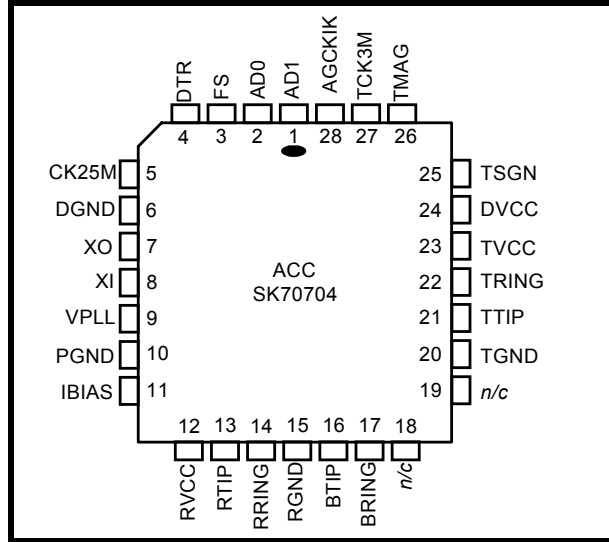 DTR FS AD0 AD1 AGCKIK TCK3M TMAG
4 3 2 1 28 27 26
CK25M 5
DGND 6
XO 7
XI 8
VPLL 9
PGND 10
IBIAS 11
ACC
SK70704
25 TSGN
24 DVCC
23 TVCC
22 TRING
21 TTIP
20 TGND
19 n/c
12 13 14 15 16 17 18
RVCC RTIP RRING RGND BTIP BRING n/c